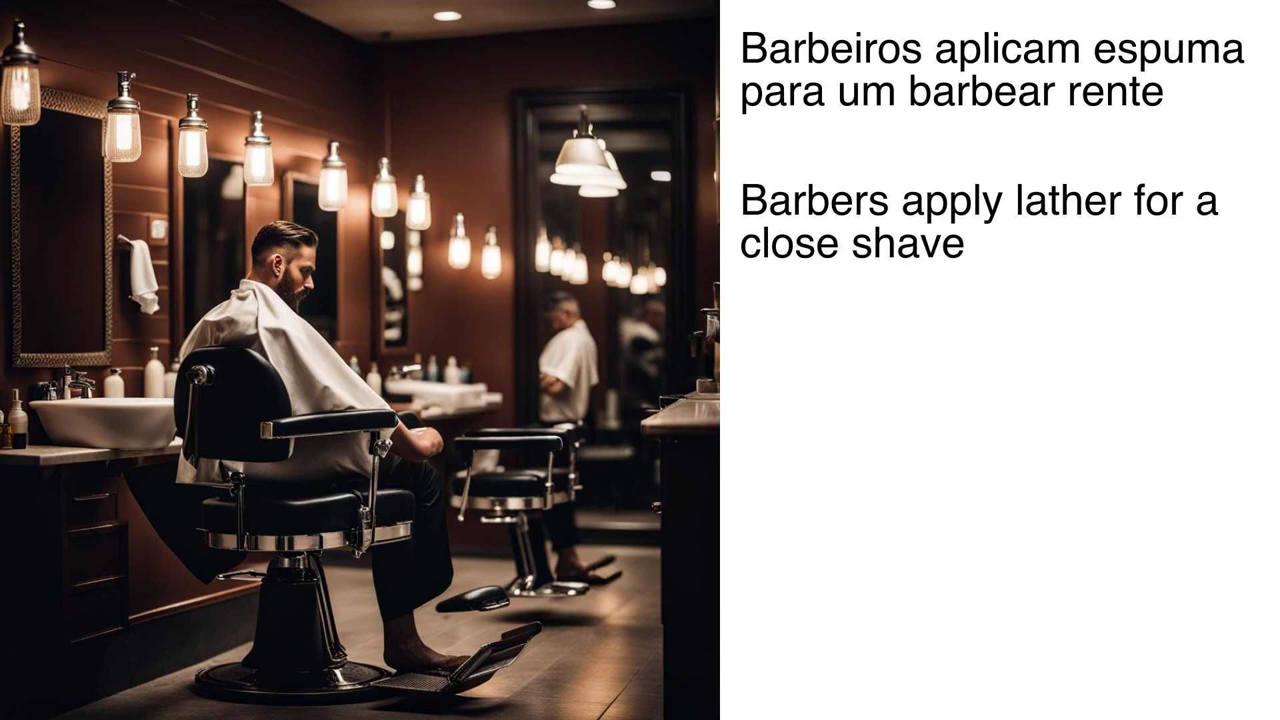 Barbeiros aplicam espuma
para um barbear rente
Barbers apply lather for a
close shave